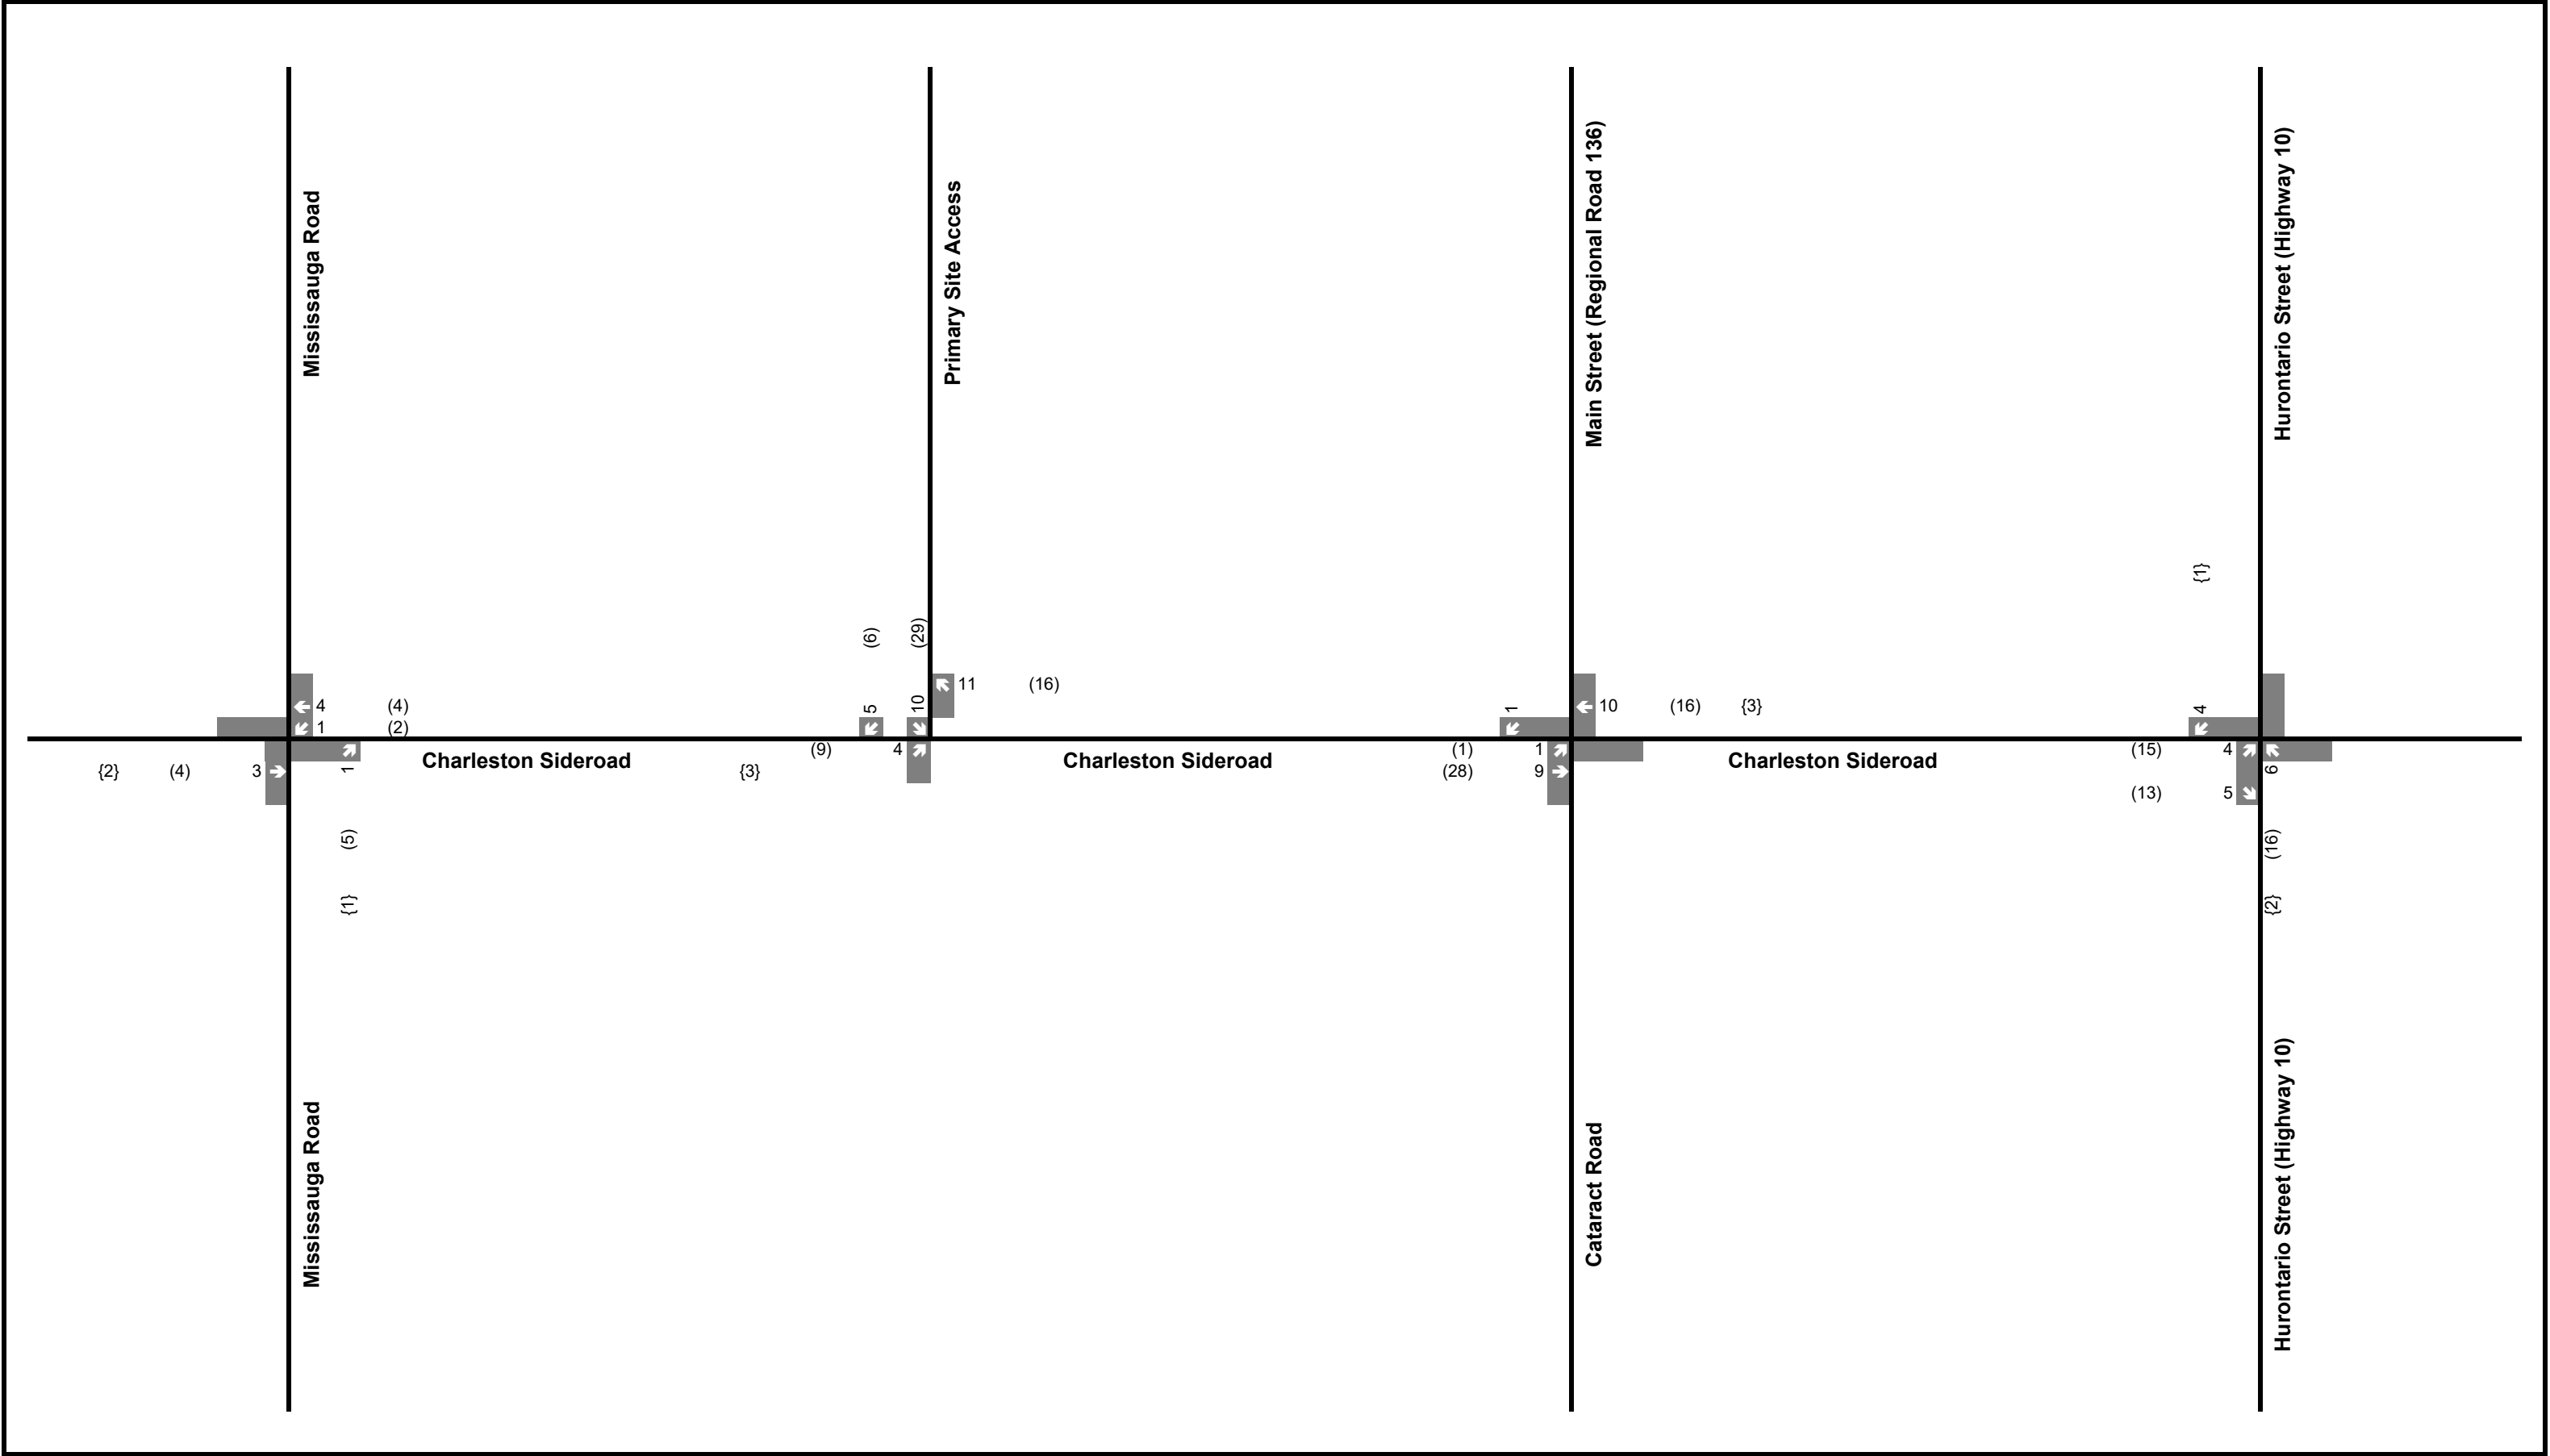 Mississauga Road
Primary Site Access
Main Street (Regional Road 136)
Hurontario Street (Highway 10)
{1}
(6)
(29)
11 (16)
5
10
4 (4)
1 (2)
1
10 (16) {3}
4
{2} (4) 3
1
(5)
{1}
Charleston Sideroad
(9) 4
{3}
Charleston Sideroad
(1) 1
(28) 9
Charleston Sideroad
(15) 4
(13) 5
6
(16)
{2}
Mississauga Road
Cataract Road
Hurontario Street (Highway 10)